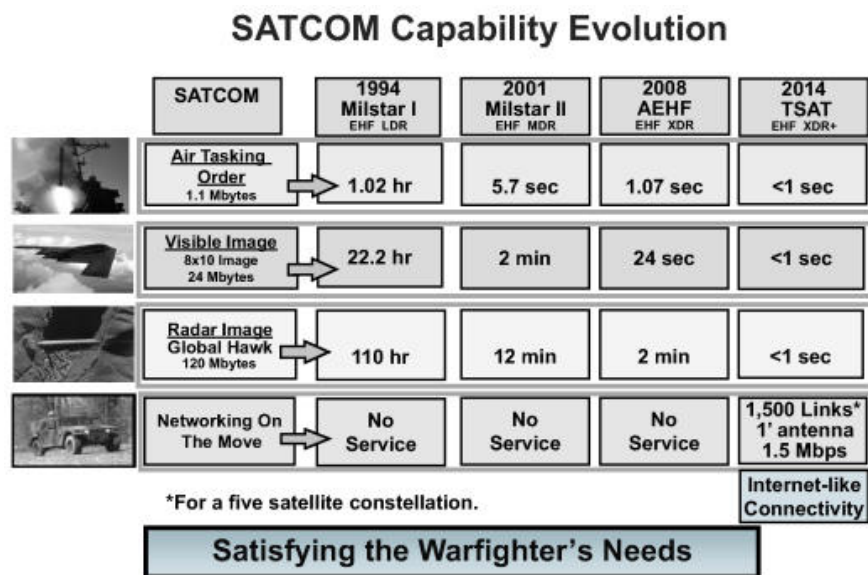 SATCOM Capability Evolution
SATCOM
1994
Milstar I
EHF LDR
2001
Milstar II
EHF MDR
2008
AEHF
EHF XDR
2014
TSAT
EHF XDR+
Air Tasking
Order
1.1 Mbytes
1.02 hr
5.7 sec
1.07 sec
<1 sec
Visible Image
8x10 Image
24 Mbytes
22.2 hr
2 min
24 sec
<1 sec
Radar Image
Global Hawk
120 Mbytes
110 hr
12 min
2 min
<1 sec
Networking On
The Move
No
Service
No
Service
No
Service
1,500 Links*
1' antenna
1.5 Mbps
*For a five satellite constellation.
Internet-like
Connectivity
Satisfying the Warfighter's Needs